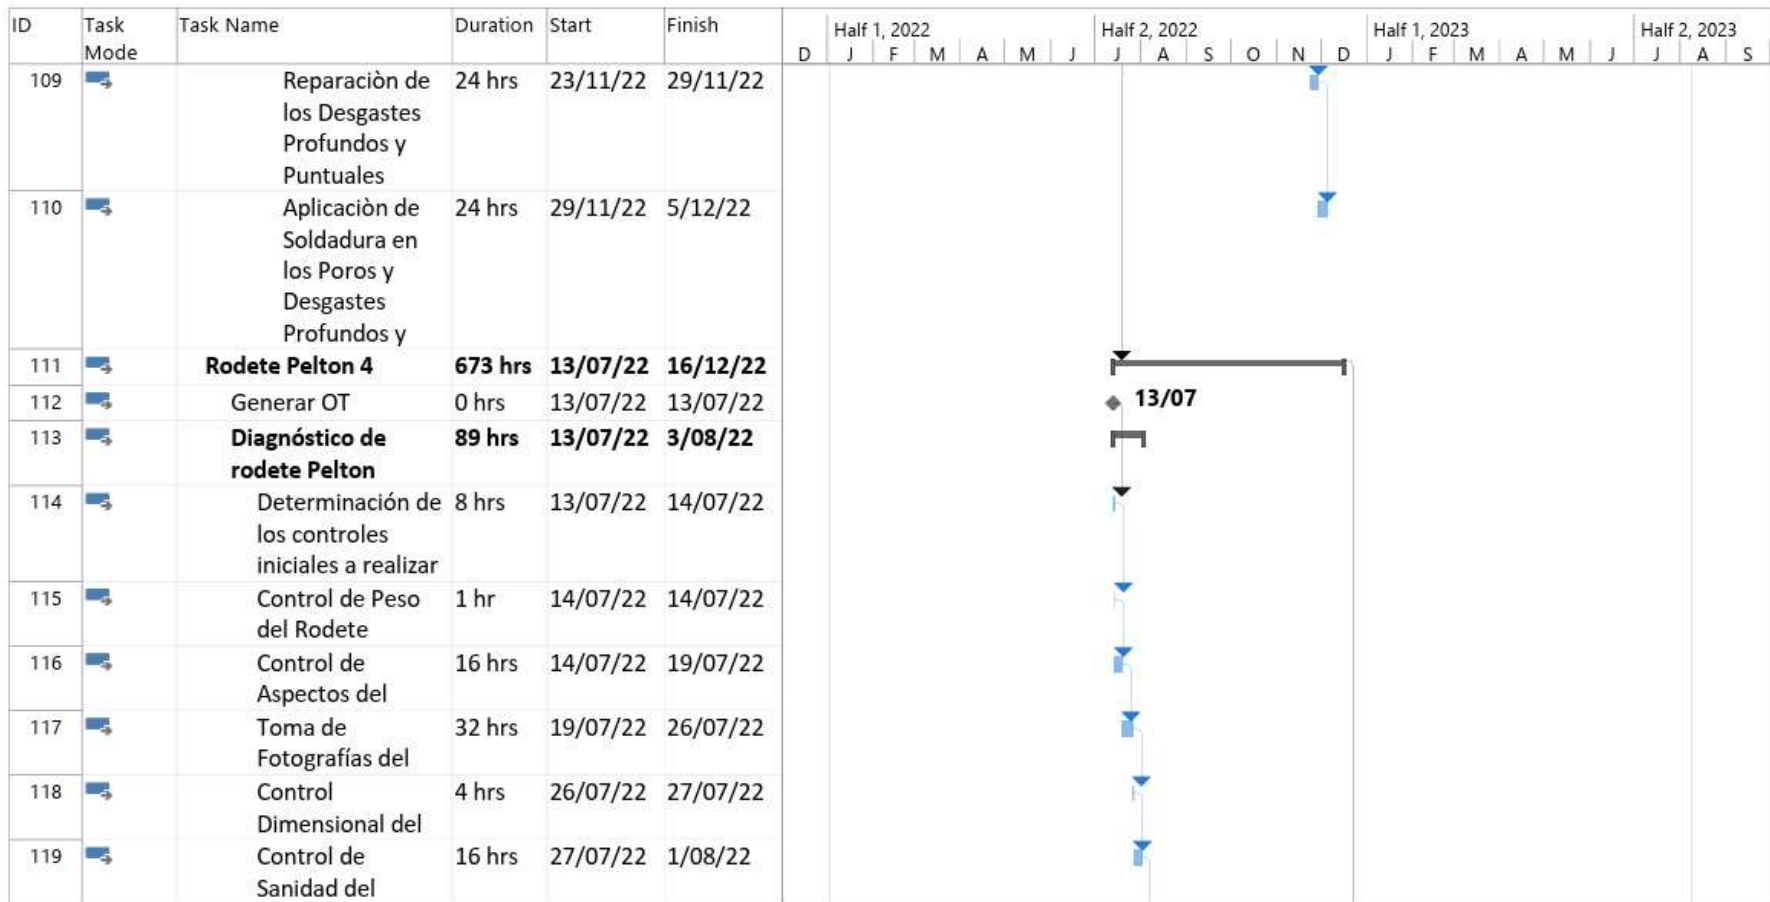 ID Task Task Name Duration Start Finish Half 1, 2022 Half 2, 2022 Half 1, 2023 Half 2, 2023
Mode D J F M A M J J A S O N D J F M A M J J A S
109 Reparaciòn de 24 hrs 23/11/22 29/11/22
los Desgastes
Profundos y
Puntuales
110 Aplicaciòn de 24 hrs 29/11/22 5/12/22
Soldadura en
los Poros y
Desgastes
Profundos y
111 Rodete Pelton 4 673 hrs 13/07/22 16/12/22
112 Generar OT 0 hrs 13/07/22 13/07/22 13/07
113 Diagnóstico de 89 hrs 13/07/22 3/08/22
rodete Pelton
114 Determinación de 8 hrs 13/07/22 14/07/22
los controles
iniciales a realizar
115 Control de Peso 1 hr 14/07/22 14/07/22
del Rodete
116 Control de 16 hrs 14/07/22 19/07/22
Aspectos del
117 Toma de 32 hrs 19/07/22 26/07/22
Fotografías del
118 Control 4 hrs 26/07/22 27/07/22
Dimensional del
119 Control de 16 hrs 27/07/22 1/08/22
Sanidad del